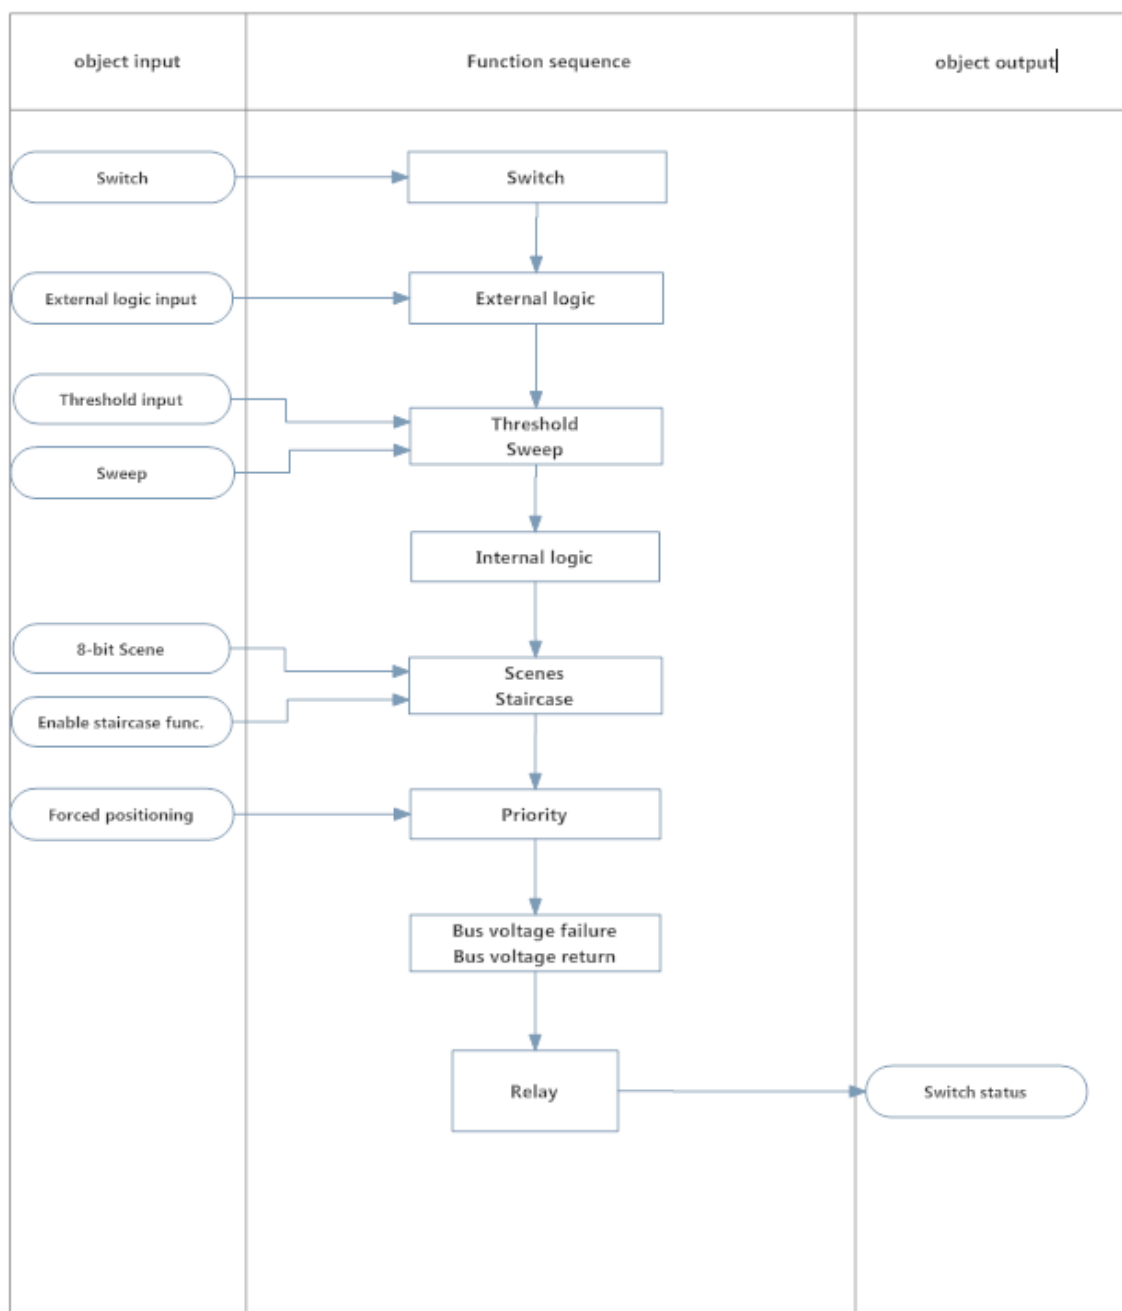 object input
Function sequence
object output
Switch
Switch
External logic input
External logic
Threshold input
Threshold
Sweep
Sweep
Internal logic
8-bit Scene
Scenes
Staircase
Enable staircase func.
Forced positioning
Priority
Bus voltage failure
Bus voltage return
Relay
Switch status